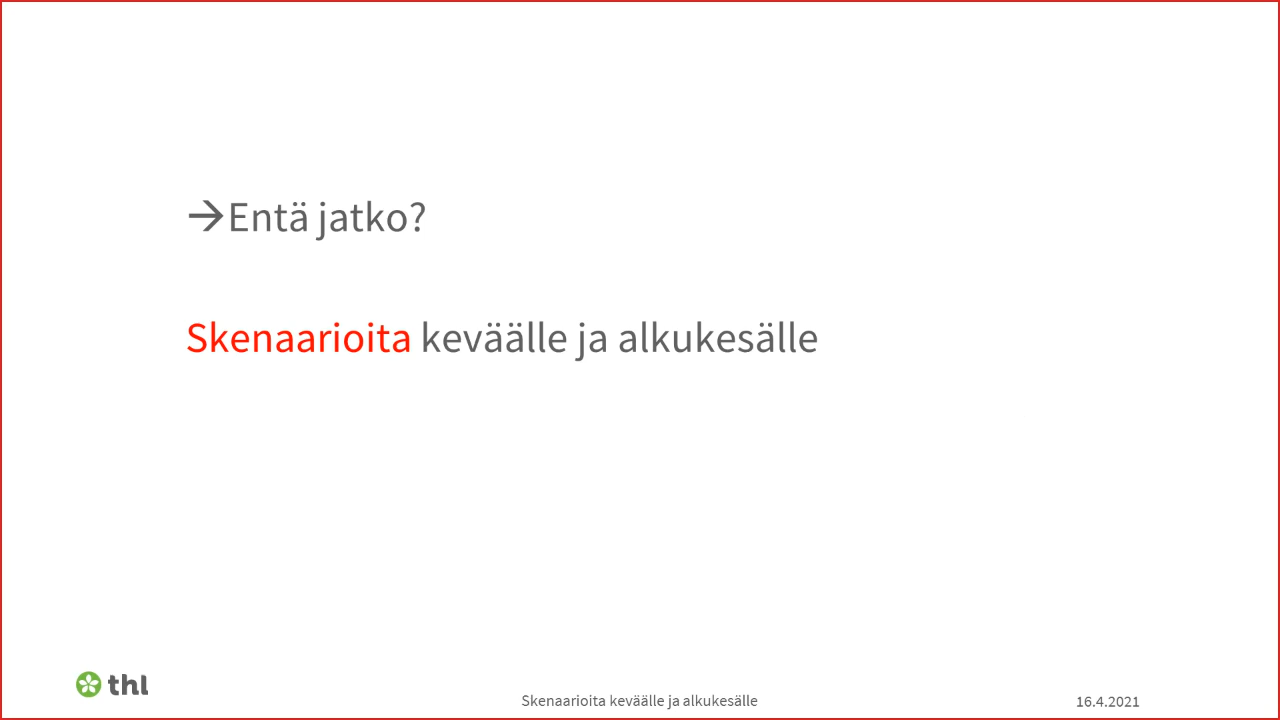 →Entä jatko?
Skenaarioita keväälle ja alkukesälle
thl
Skenaarioita keväälle ja alkukesälle
16.4.2021